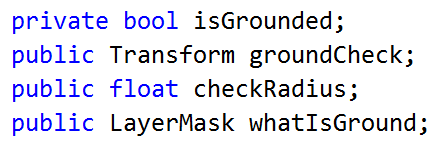 private bool isGrounded;
public Transform groundCheck;
public float checkRadius;
public LayerMask whatIsGround;